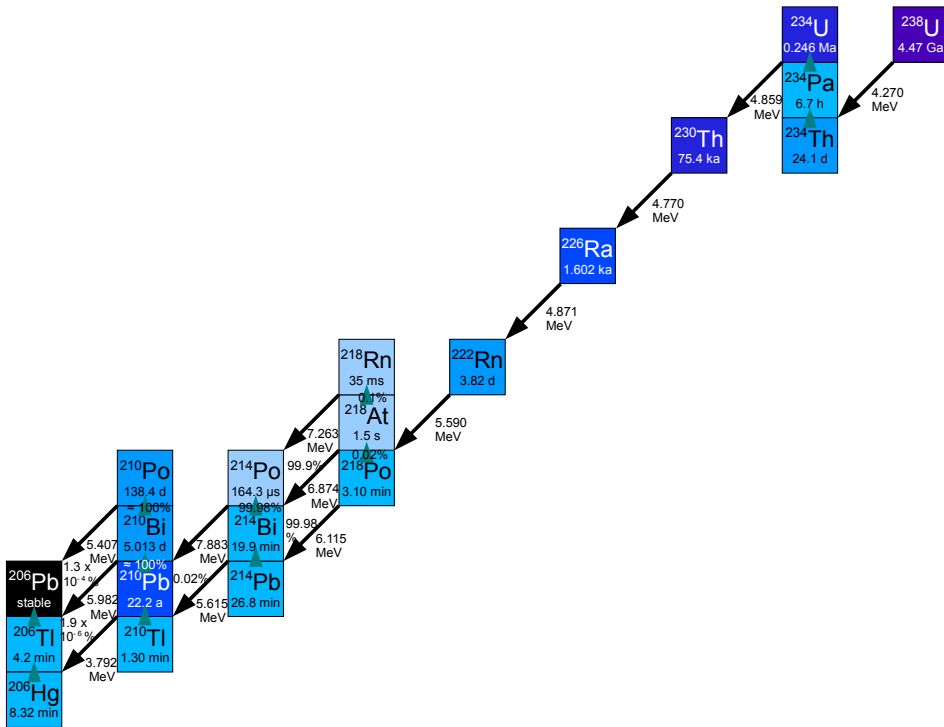 234U
238U
0.246 Ma
4.47 Ga
234Pa
4.859
MeV
6.7 h
4.270
MeV
230Th
234Th
75.4 ka
24.1 d
4.770
MeV
226Ra
1.602 ka
4.871
MeV
218Rn
222Rn
35 ms
3.82 d
0.1%
218At
1.5 s
5.590
MeV
7.263
MeV
0.02%
210Po
214Po
99.9%
218Po
138.4 d
164.3 µs
6.874
MeV
3.10 min
≈ 100%
99.98%
210Bi
214Bi
99.98
%
5.013 d
19.9 min
6.115
MeV
5.407
MeV
7.883
MeV
≈ 100%
206Pb
1.3 x
10-4 %
210Pb
0.02%
214Pb
stable
22.2 a
26.8 min
5.982
MeV
5.615
MeV
206Tl
1.9 x
10-6 %
210Tl
4.2 min
1.30 min
3.792
MeV
206Hg
8.32 min